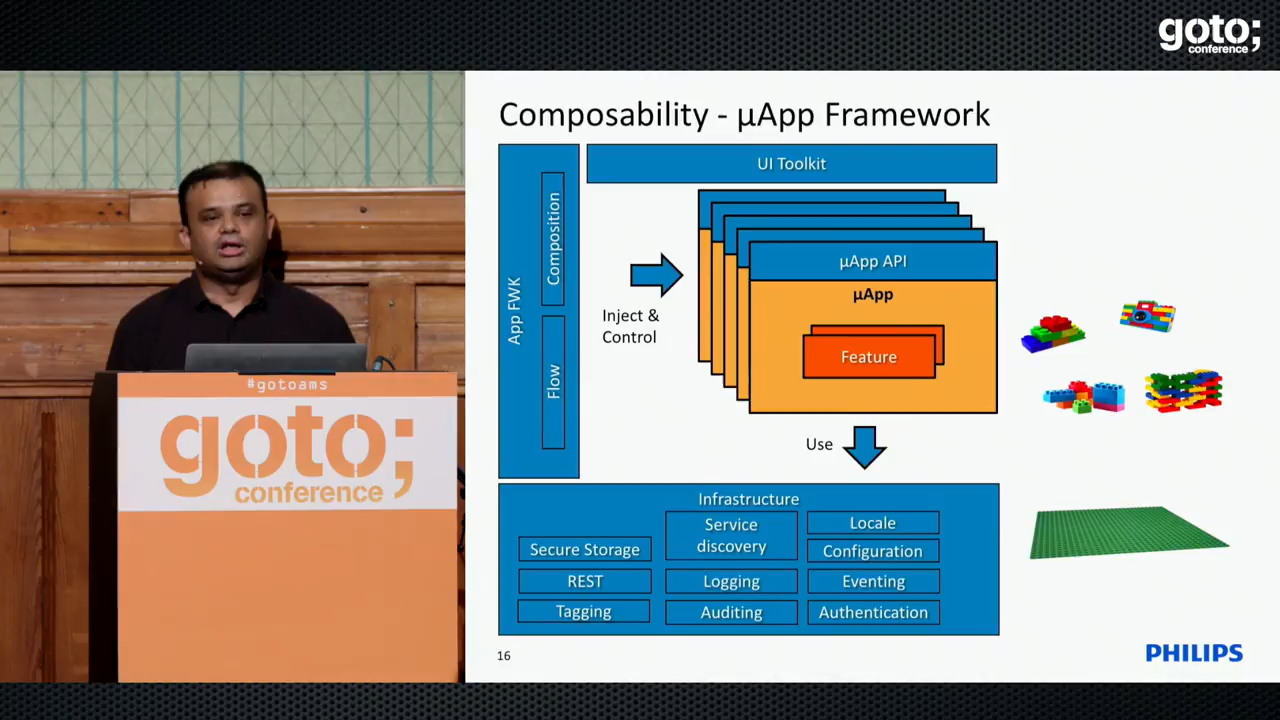 goto;
conference
Composability - µApp Framework
UI Toolkit
App FWK
Composition
Flow
Inject &
Control
µApp API
µApp
Feature
Use
Infrastructure
Secure Storage
Service
discovery
Locale
Configuration
REST
Logging
Eventing
Tagging
Auditing
Authentication
16
PHILIPS
#gotoams
goto;
conference